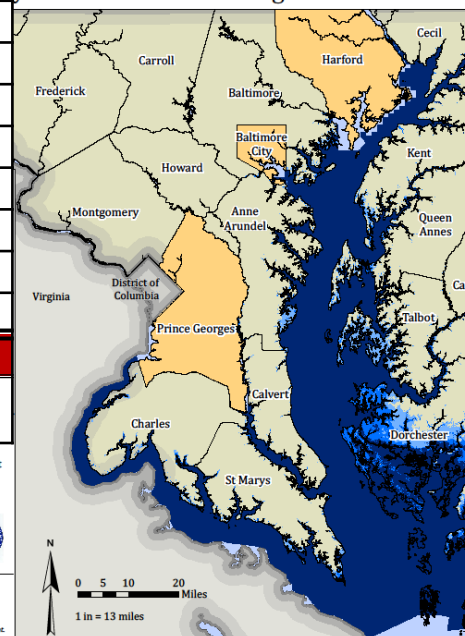 Cecil
Carroll
Harford
Frederick
Baltimore
Baltimore
City
Kent
Howard
Montgomery
Anne
Arundel
Queen
Annes
District of
Columbia
Virginia
Talbot
Prince Georges
Calvert
Charles
Dorchester
St Marys
N
0 5 10 20
Miles
1 in = 13 miles